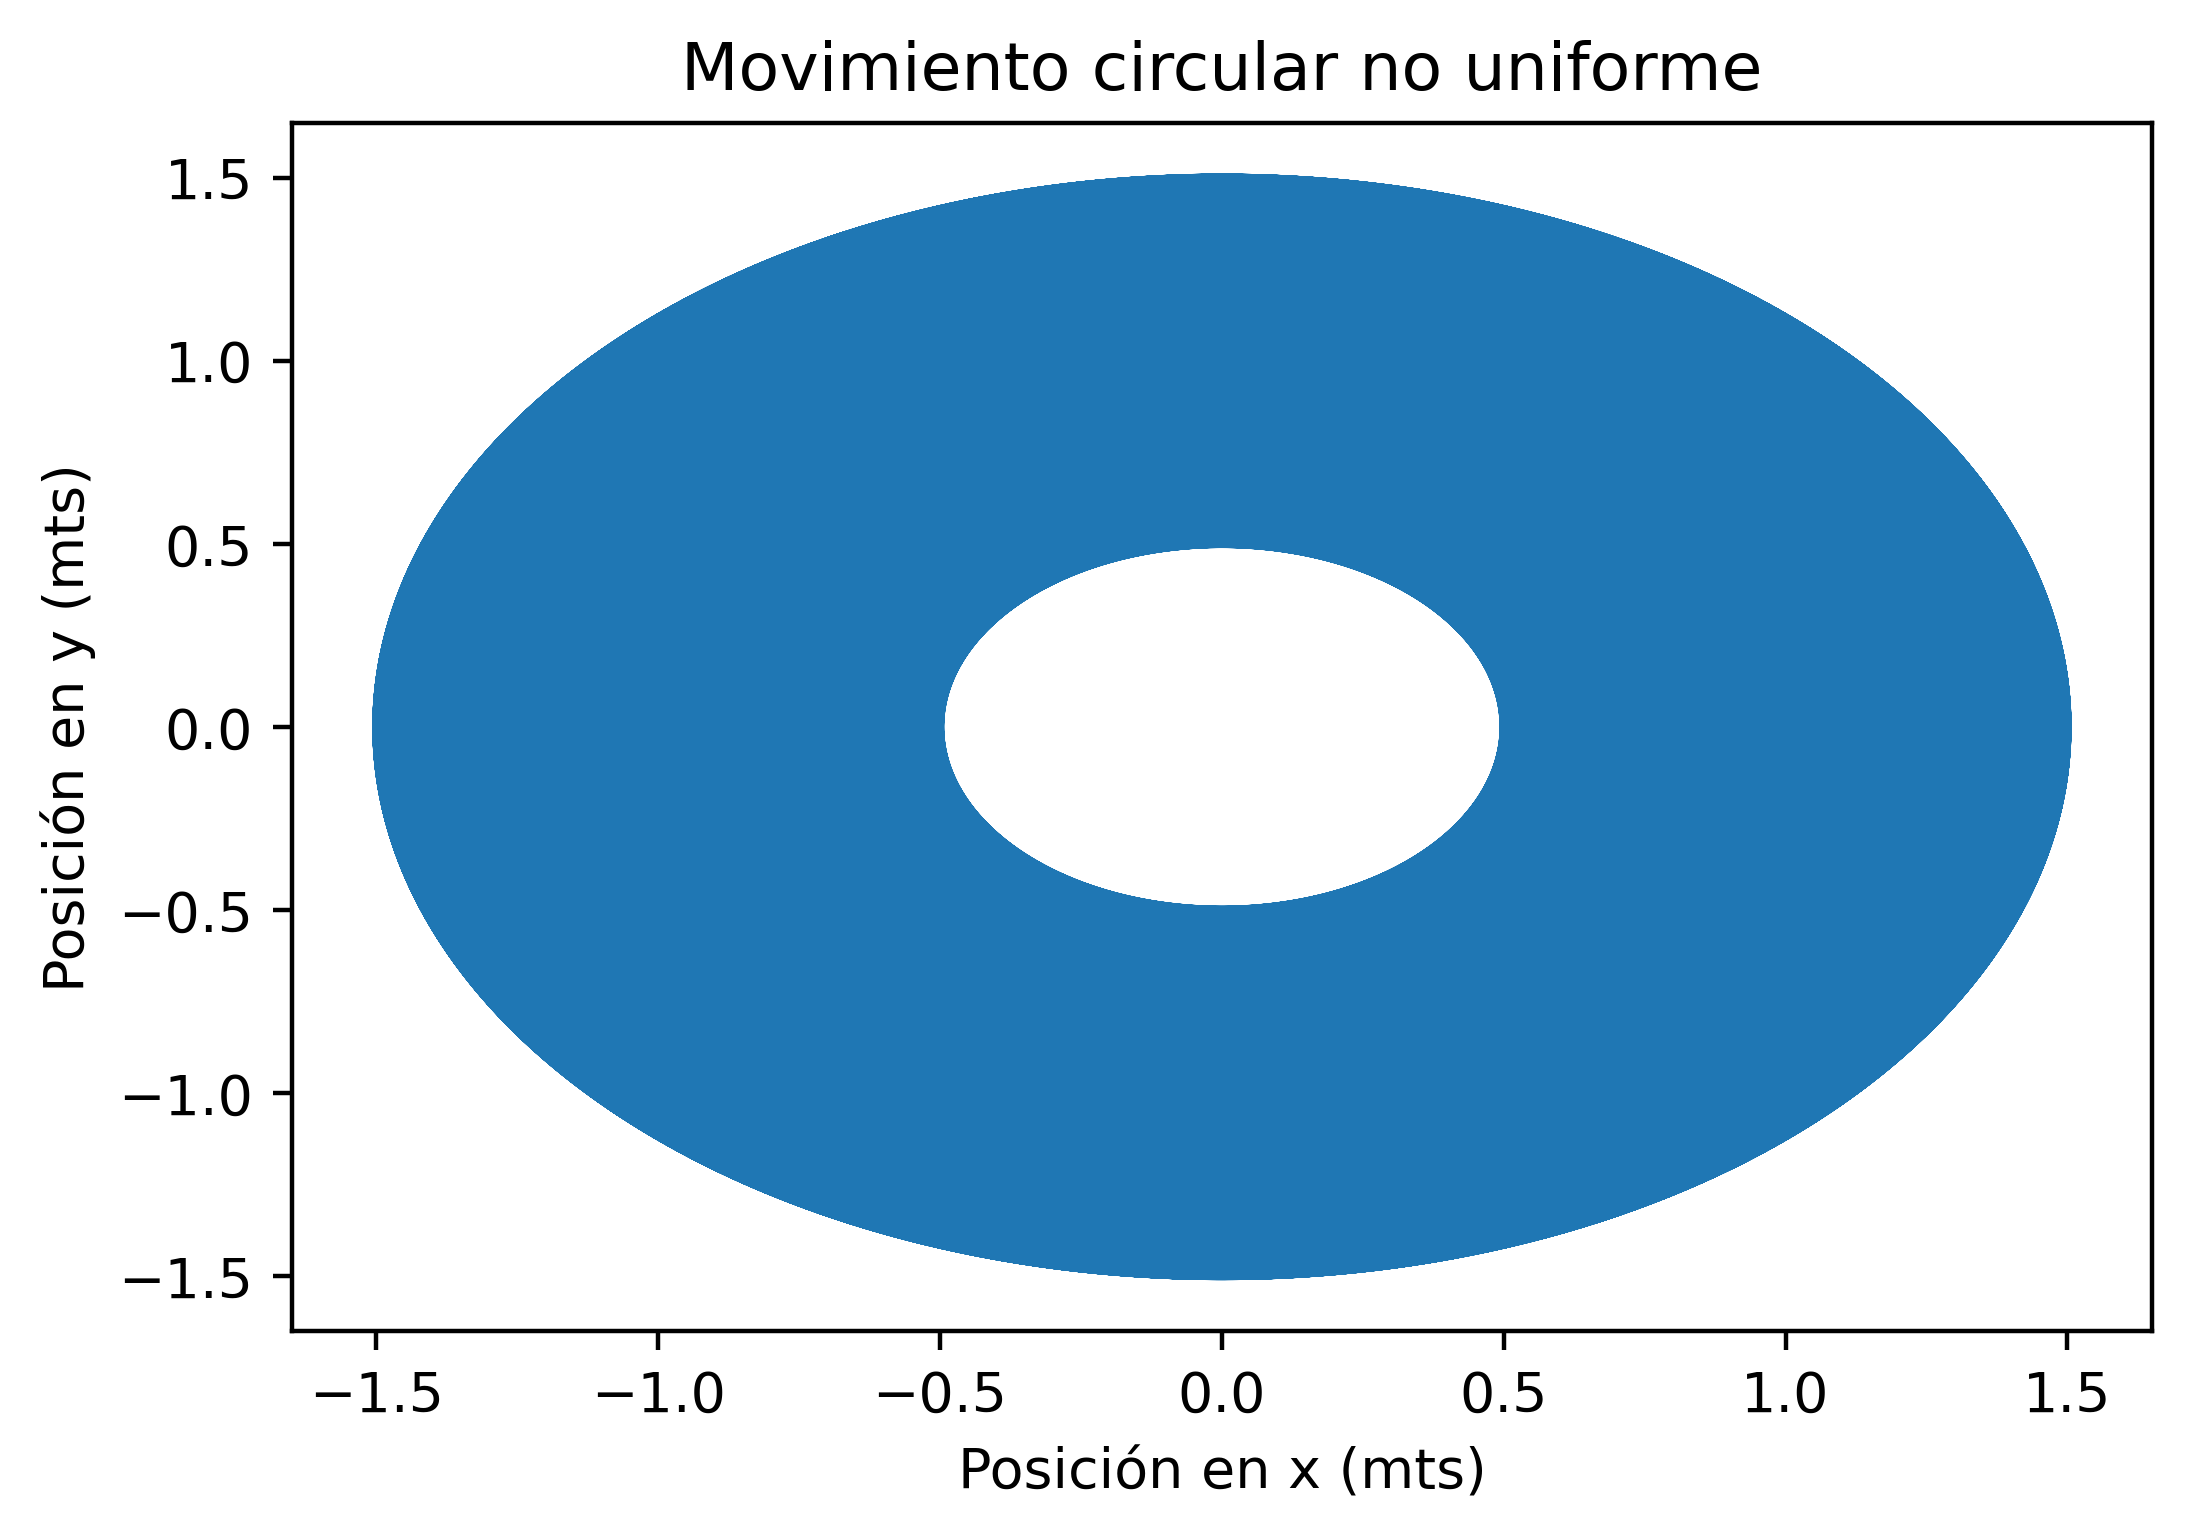 Movimiento circular no uniforme
1.5
1.0
0.5
0.0
−0.5
−1.0
−1.5
Posición en y (mts)
−1.5 −1.0 −0.5 0.0 0.5 1.0 1.5
Posición en x (mts)